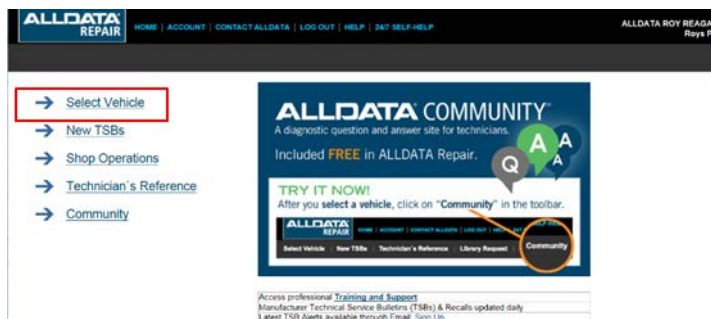 ALLDATA
REPAIR
HOME | ACCOUNT | CONTACT ALLDATA | LOG OUT | HELP | 24/7 SELF-HELP
ALLDATA ROY REAGA
Roys P
Select Vehicle
New TSBs
Shop Operations
Technician`s Reference
Community
ALLDATA COMMUNITY
A diagnostic question and answer site for technicians.
Included FREE in ALLDATA Repair.
Q A A A
TRY IT NOW!
After you select a vehicle, click on "Community" in the toolbar.
ALLDATA
REPAIR
HOME | ACCOUNT | CONTACT ALLDATA | LOG OUT |
Select Vehicle | New TSBs | Technician's Reference | Library Request | Community
Access professional Training and Support
Manufacturer Technical Service Bulletins (TSBs) & Recalls updated daily
Latest TSB Alerts available through Email. Sign Up